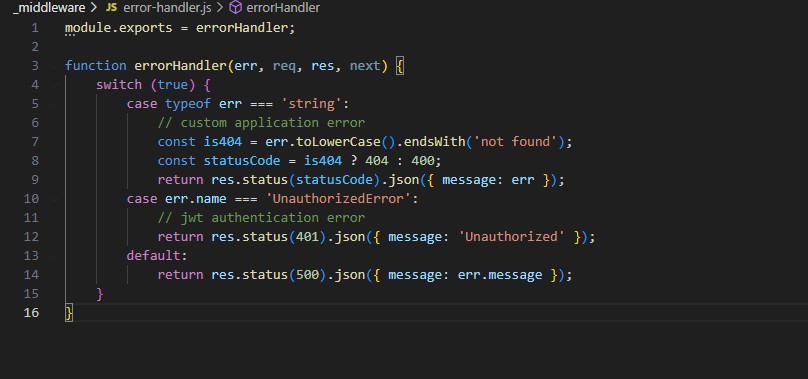 _middleware > JS error-handler.js > errorHandler
1 module.exports = errorHandler;
2
3 function errorHandler(err, req, res, next) {
4     switch (true) {
5         case typeof err === 'string':
6             // custom application error
7             const is404 = err.toLowerCase().endsWith('not found');
8             const statusCode = is404 ? 404 : 400;
9             return res.status(statusCode).json({ message: err });
10         case err.name === 'UnauthorizedError':
11             // jwt authentication error
12             return res.status(401).json({ message: 'Unauthorized' });
13         default:
14             return res.status(500).json({ message: err.message });
15     }
16 }